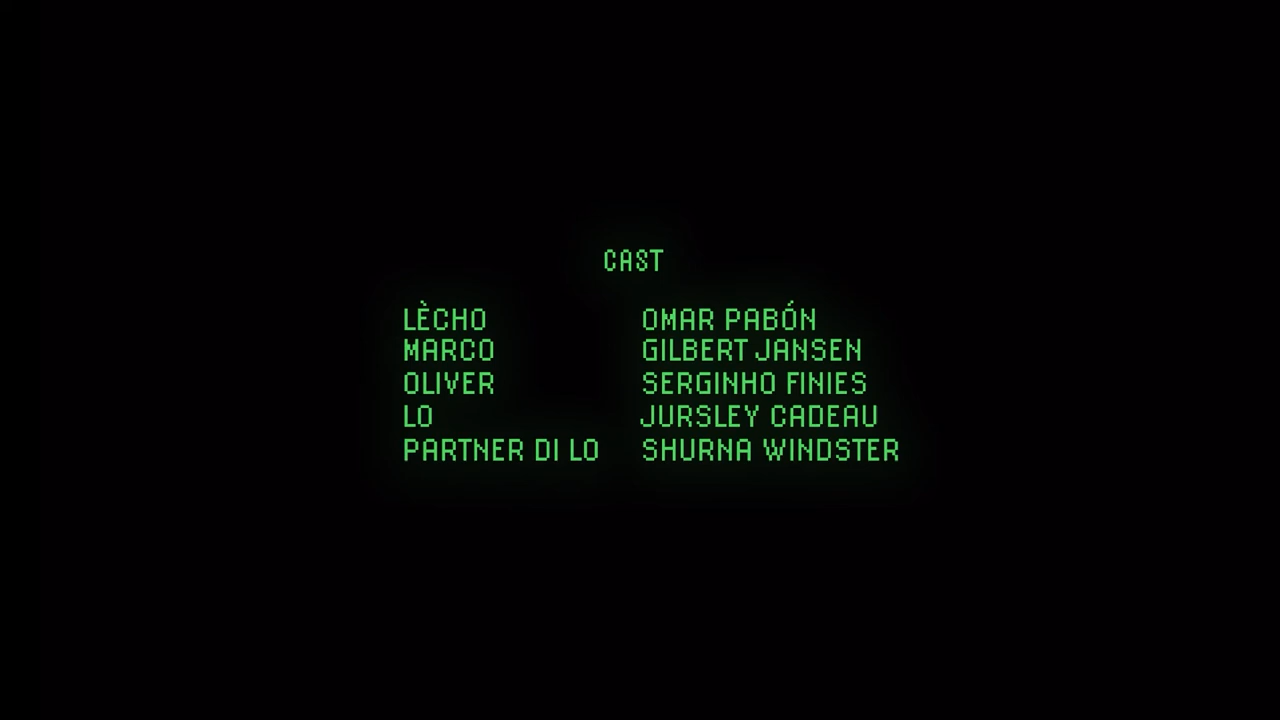 CAST
LÈCHO OMAR PABÓN
MARCO GILBERT JANSEN
OLIVER SERGINHO FINIES
LO JURSLEY CADEAU
PARTNER DI LO SHURNA WINDSTER